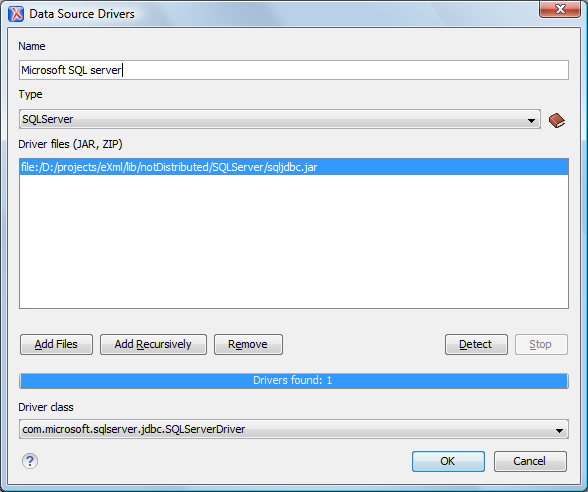 Data Source Drivers
Name
Microsoft SQL server
Type
SQLServer
Driver files (JAR, ZIP)
file:/D:/projects/eXml/lib/notDistributed/SQLServer/sqljdbc.jar
Add Files Add Recursively Remove Detect Stop
Drivers found: 1
Driver class
com.microsoft.sqlserver.jdbc.SQLServerDriver
? OK Cancel